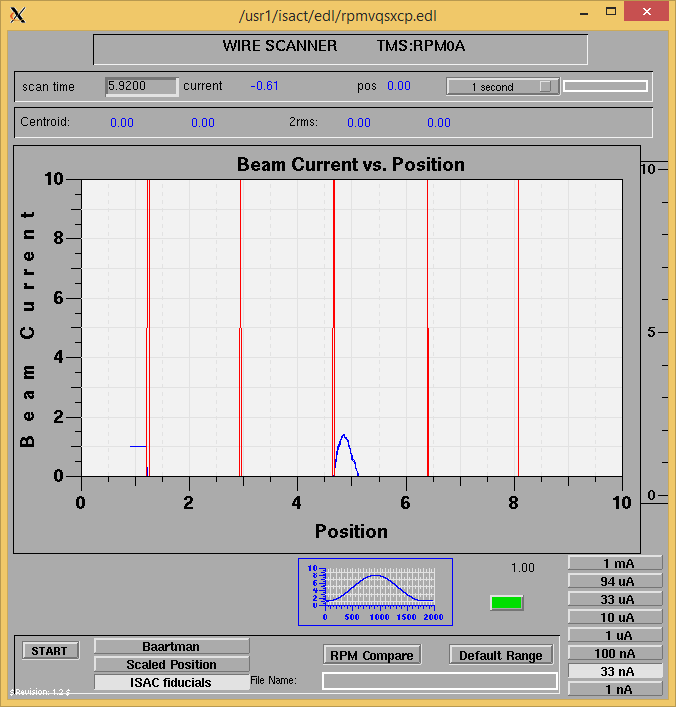 /usr1/isact/edl/rpmvqsxcp.edl
WIRE SCANNER TMS:RPM0A
scan time 5.9200 current -0.61 pos 0.00 1 second
Centroid: 0.00 0.00 2rms: 0.00 0.00
Beam Current vs. Position
10
8
6
4
2
0
Beam Current
0 2 4 6 8 10
Position
10
5
0
10
8
6
4
2
0
0 500 1000 1500 2000
1.00
1 mA
94 uA
33 uA
10 uA
1 uA
100 nA
33 nA
1 nA
START
Baartman
Scaled Position
ISAC fiducials
RPM Compare
Default Range
File Name:
$Revision: 1.2 $